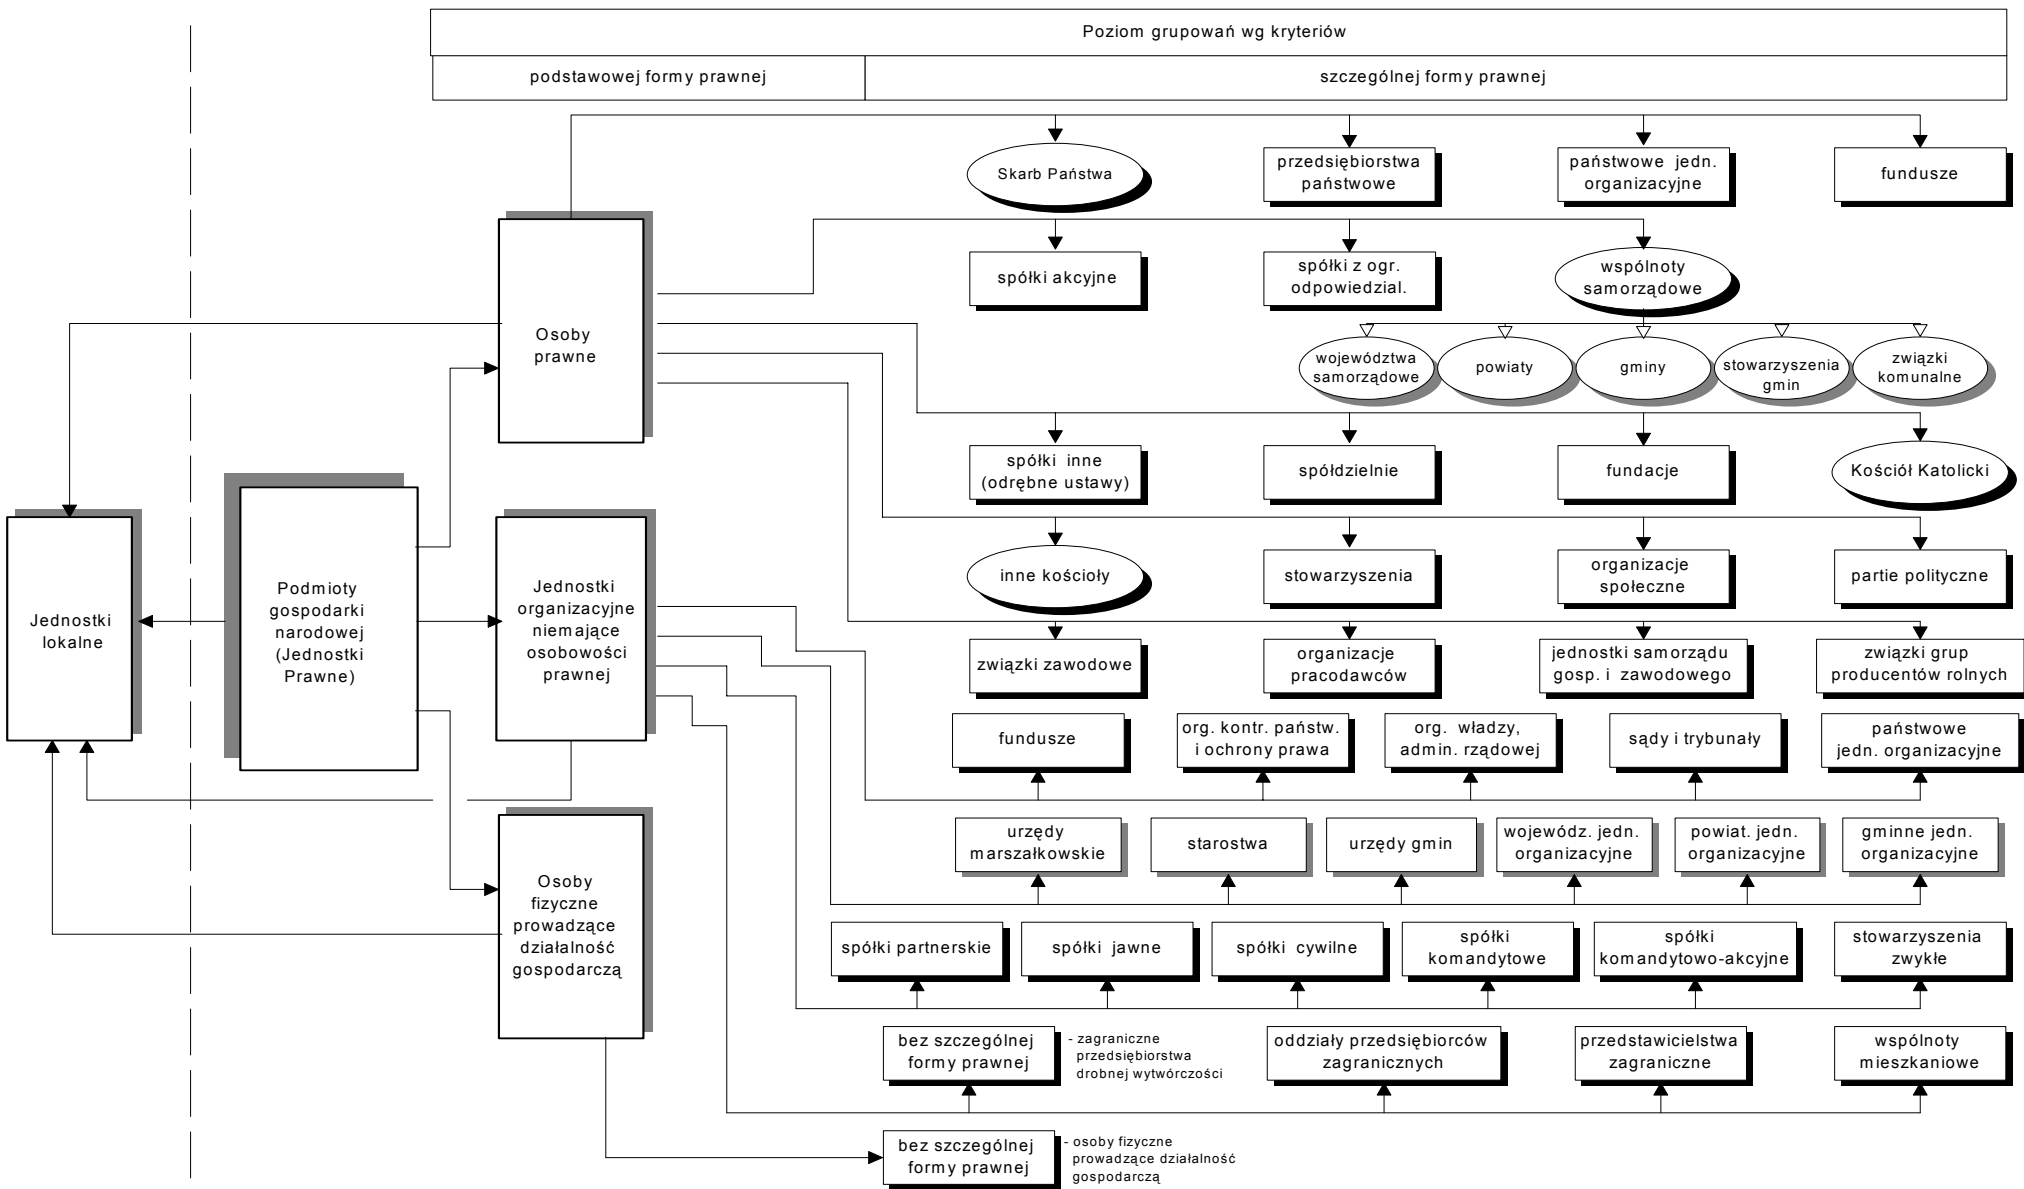 Poziom grupowań wg kryteriów
podstawowej formy prawnej
szczególnej formy prawnej
Skarb Państwa
przedsiębiorstwa
państwowe
państwowe jedn.
organizacyjne
fundusze
spółki akcyjne
spółki z ogr.
odpowiedzial.
wspólnoty
samorządowe
Osoby
prawne
województwa
samorządowe
powiaty
gminy
stowarzyszenia
gmin
związki
komunalne
spółki inne
(odrębne ustawy)
spółdzielnie
fundacje
Kościół Katolicki
inne kościoły
stowarzyszenia
organizacje
społeczne
partie polityczne
Jednostki
lokalne
Podmioty
gospodarki
narodowej
(Jednostki
Prawne)
Jednostki
organizacyjne
niemające
osobowości
prawnej
związki zawodowe
organizacje
pracodawców
jednostki samorządu
gosp. i zawodowego
związki grup
producentów rolnych
fundusze
org. kontr. państw.
i ochrony prawa
org. władzy,
admin. rządowej
sądy i trybunały
państwowe
jedn. organizacyjne
urzędy
marszałkowskie
starostwa
urzędy gmin
wojewódz. jedn.
organizacyjne
powiat. jedn.
organizacyjne
gminne jedn.
organizacyjne
Osoby
fizyczne
prowadzące
działalność
gospodarczą
spółki partnerskie
spółki jawne
spółki cywilne
spółki
komandytowe
spółki
komandytowo-akcyjne
stowarzyszenia
zwykłe
bez szczególnej
formy prawnej
- zagraniczne
przedsiębiorstwa
drobnej wytwórczości
oddziały przedsiębiorców
zagranicznych
przedstawicielstwa
zagraniczne
wspólnoty
mieszkaniowe
bez szczególnej
formy prawnej
- osoby fizyczne
prowadzące działalność
gospodarczą